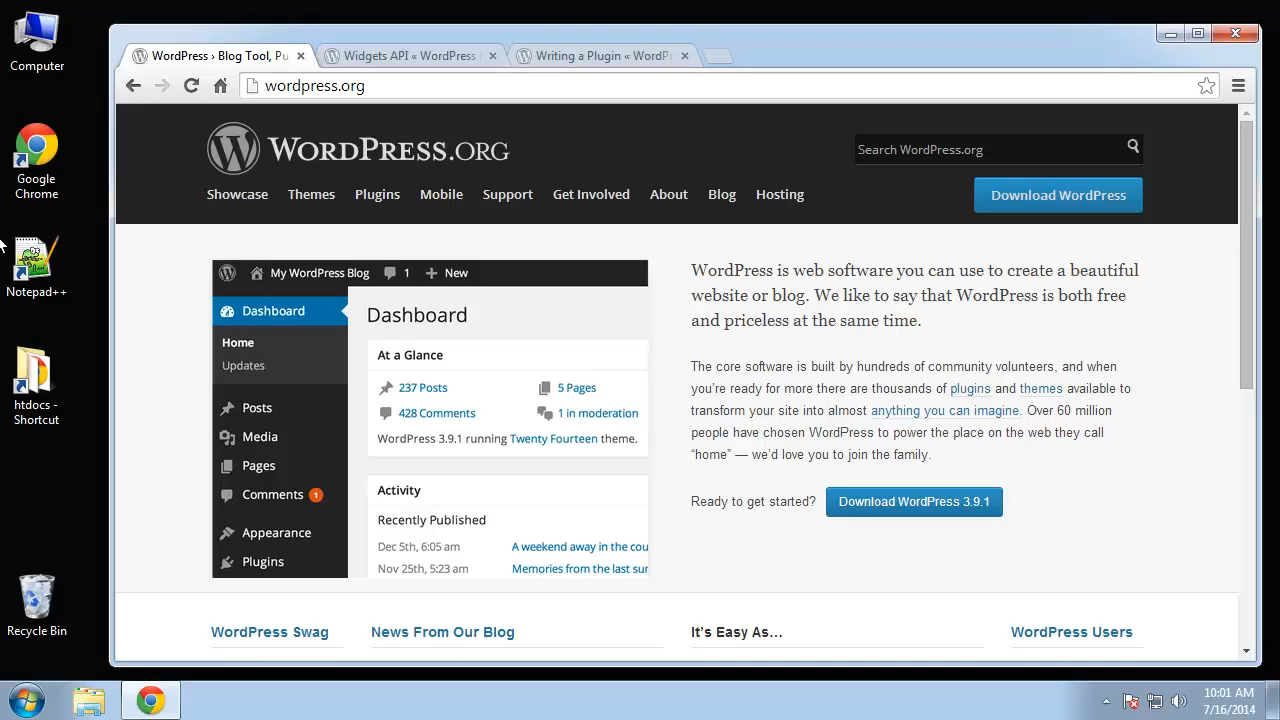 Computer
Google
Chrome
Notepad++
htdocs -
Shortcut
Recycle Bin
WordPress › Blog Tool, Pu
Widgets API « WordPress
Writing a Plugin « WordP
wordpress.org
WORDPRESS.ORG
Search WordPress.org
Showcase Themes Plugins Mobile Support Get Involved About Blog Hosting
Download WordPress
My WordPress Blog 1 New
Dashboard
Home
Updates
Posts
Media
Pages
Comments 1
Appearance
Plugins
Dashboard
At a Glance
237 Posts 5 Pages
428 Comments 1 in moderation
WordPress 3.9.1 running Twenty Fourteen theme.
Activity
Recently Published
Dec 5th, 6:05 am A weekend away in the cou
Nov 25th, 5:23 am Memories from the last sur
WordPress is web software you can use to create a beautiful
website or blog. We like to say that WordPress is both free
and priceless at the same time.
The core software is built by hundreds of community volunteers, and when
you’re ready for more there are thousands of plugins and themes available to
transform your site into almost anything you can imagine. Over 60 million
people have chosen WordPress to power the place on the web they call
“home” — we’d love you to join the family.
Ready to get started? Download WordPress 3.9.1
WordPress Swag
News From Our Blog
It’s Easy As…
WordPress Users
10:01 AM
7/16/2014